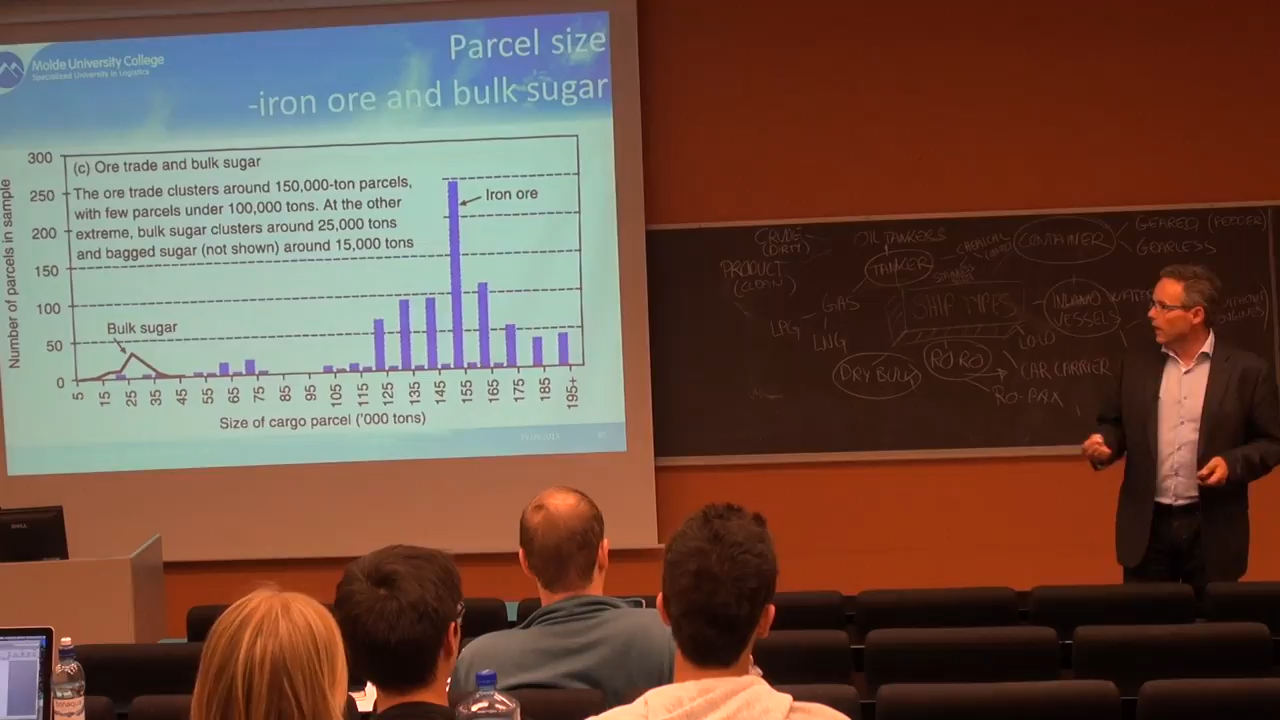 Molde University College
Specialized University in Logistics
Parcel size
-iron ore and bulk sugar
300
250
200
150
100
50
0
Number of parcels in sample
(c) Ore trade and bulk sugar
The ore trade clusters around 150,000-ton parcels,
with few parcels under 100,000 tons. At the other
extreme, bulk sugar clusters around 25,000 tons
and bagged sugar (not shown) around 15,000 tons
Iron ore
Bulk sugar
5 15 25 35 45 55 65 75 85 95 105 115 125 135 145 155 165 175 185 195+
Size of cargo parcel ('000 tons)
CRUDE
(DIRTY)
PRODUCT
(CLEAN)
OIL TANKERS
TANKER
CHEMICAL
GAS
LPG
LNG
SHIP TYPES
CONTAINER
GEARED (FEEDER)
GEARLESS
INLAND
VESSELS
DRY BULK
RO RO
LOLO
CAR CARRIER
RO-PAX
DELL